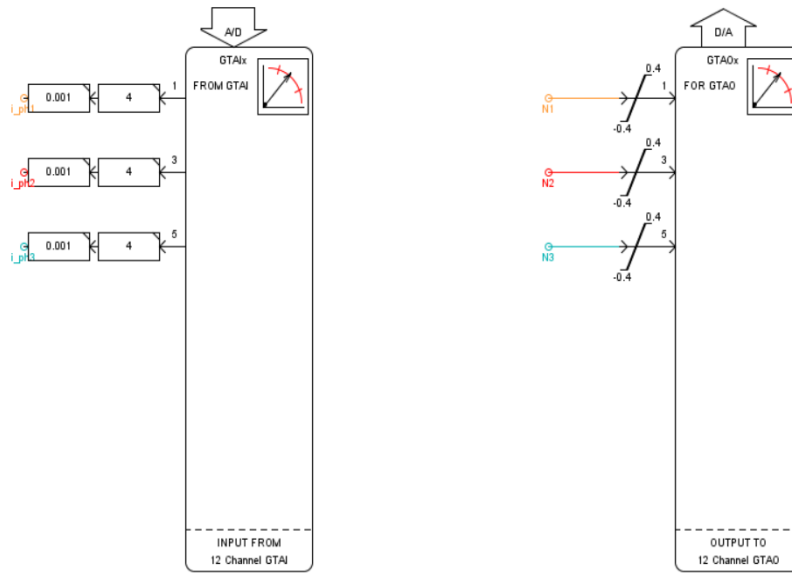 A/D
GTAIx
FROM GTAI
1
4
0.001
i_ph1
3
4
0.001
i_ph2
5
4
0.001
i_ph3
INPUT FROM
12 Channel GTAI
D/A
GTAOx
FOR GTAO
N1
0.4
-0.4
1
N2
0.4
-0.4
3
N3
0.4
-0.4
5
OUTPUT TO
12 Channel GTAO